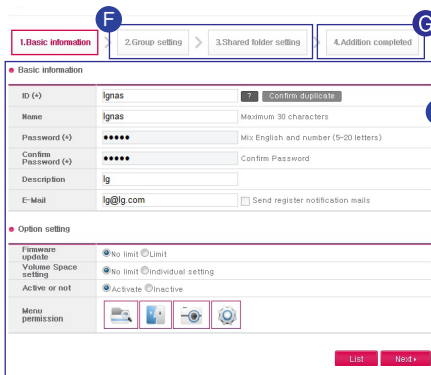 F
G
1.Basic information 2.Group setting 3.Shared folder setting 4.Addition completed
Basic information
ID (+) lgnas ? Confirm duplicate
Name lgnas Maximum 30 characters
Password (+) ••••• Mix English and number (5~20 letters)
Confirm
Password (+) ••••• Confirm Password
Description lg
E-Mail lg@lg.com Send register notification mails
Option setting
Firmware
update No limit Limit
Volume Space
setting No limit individual setting
Active or not Activate Inactive
Menu
permission
List Next